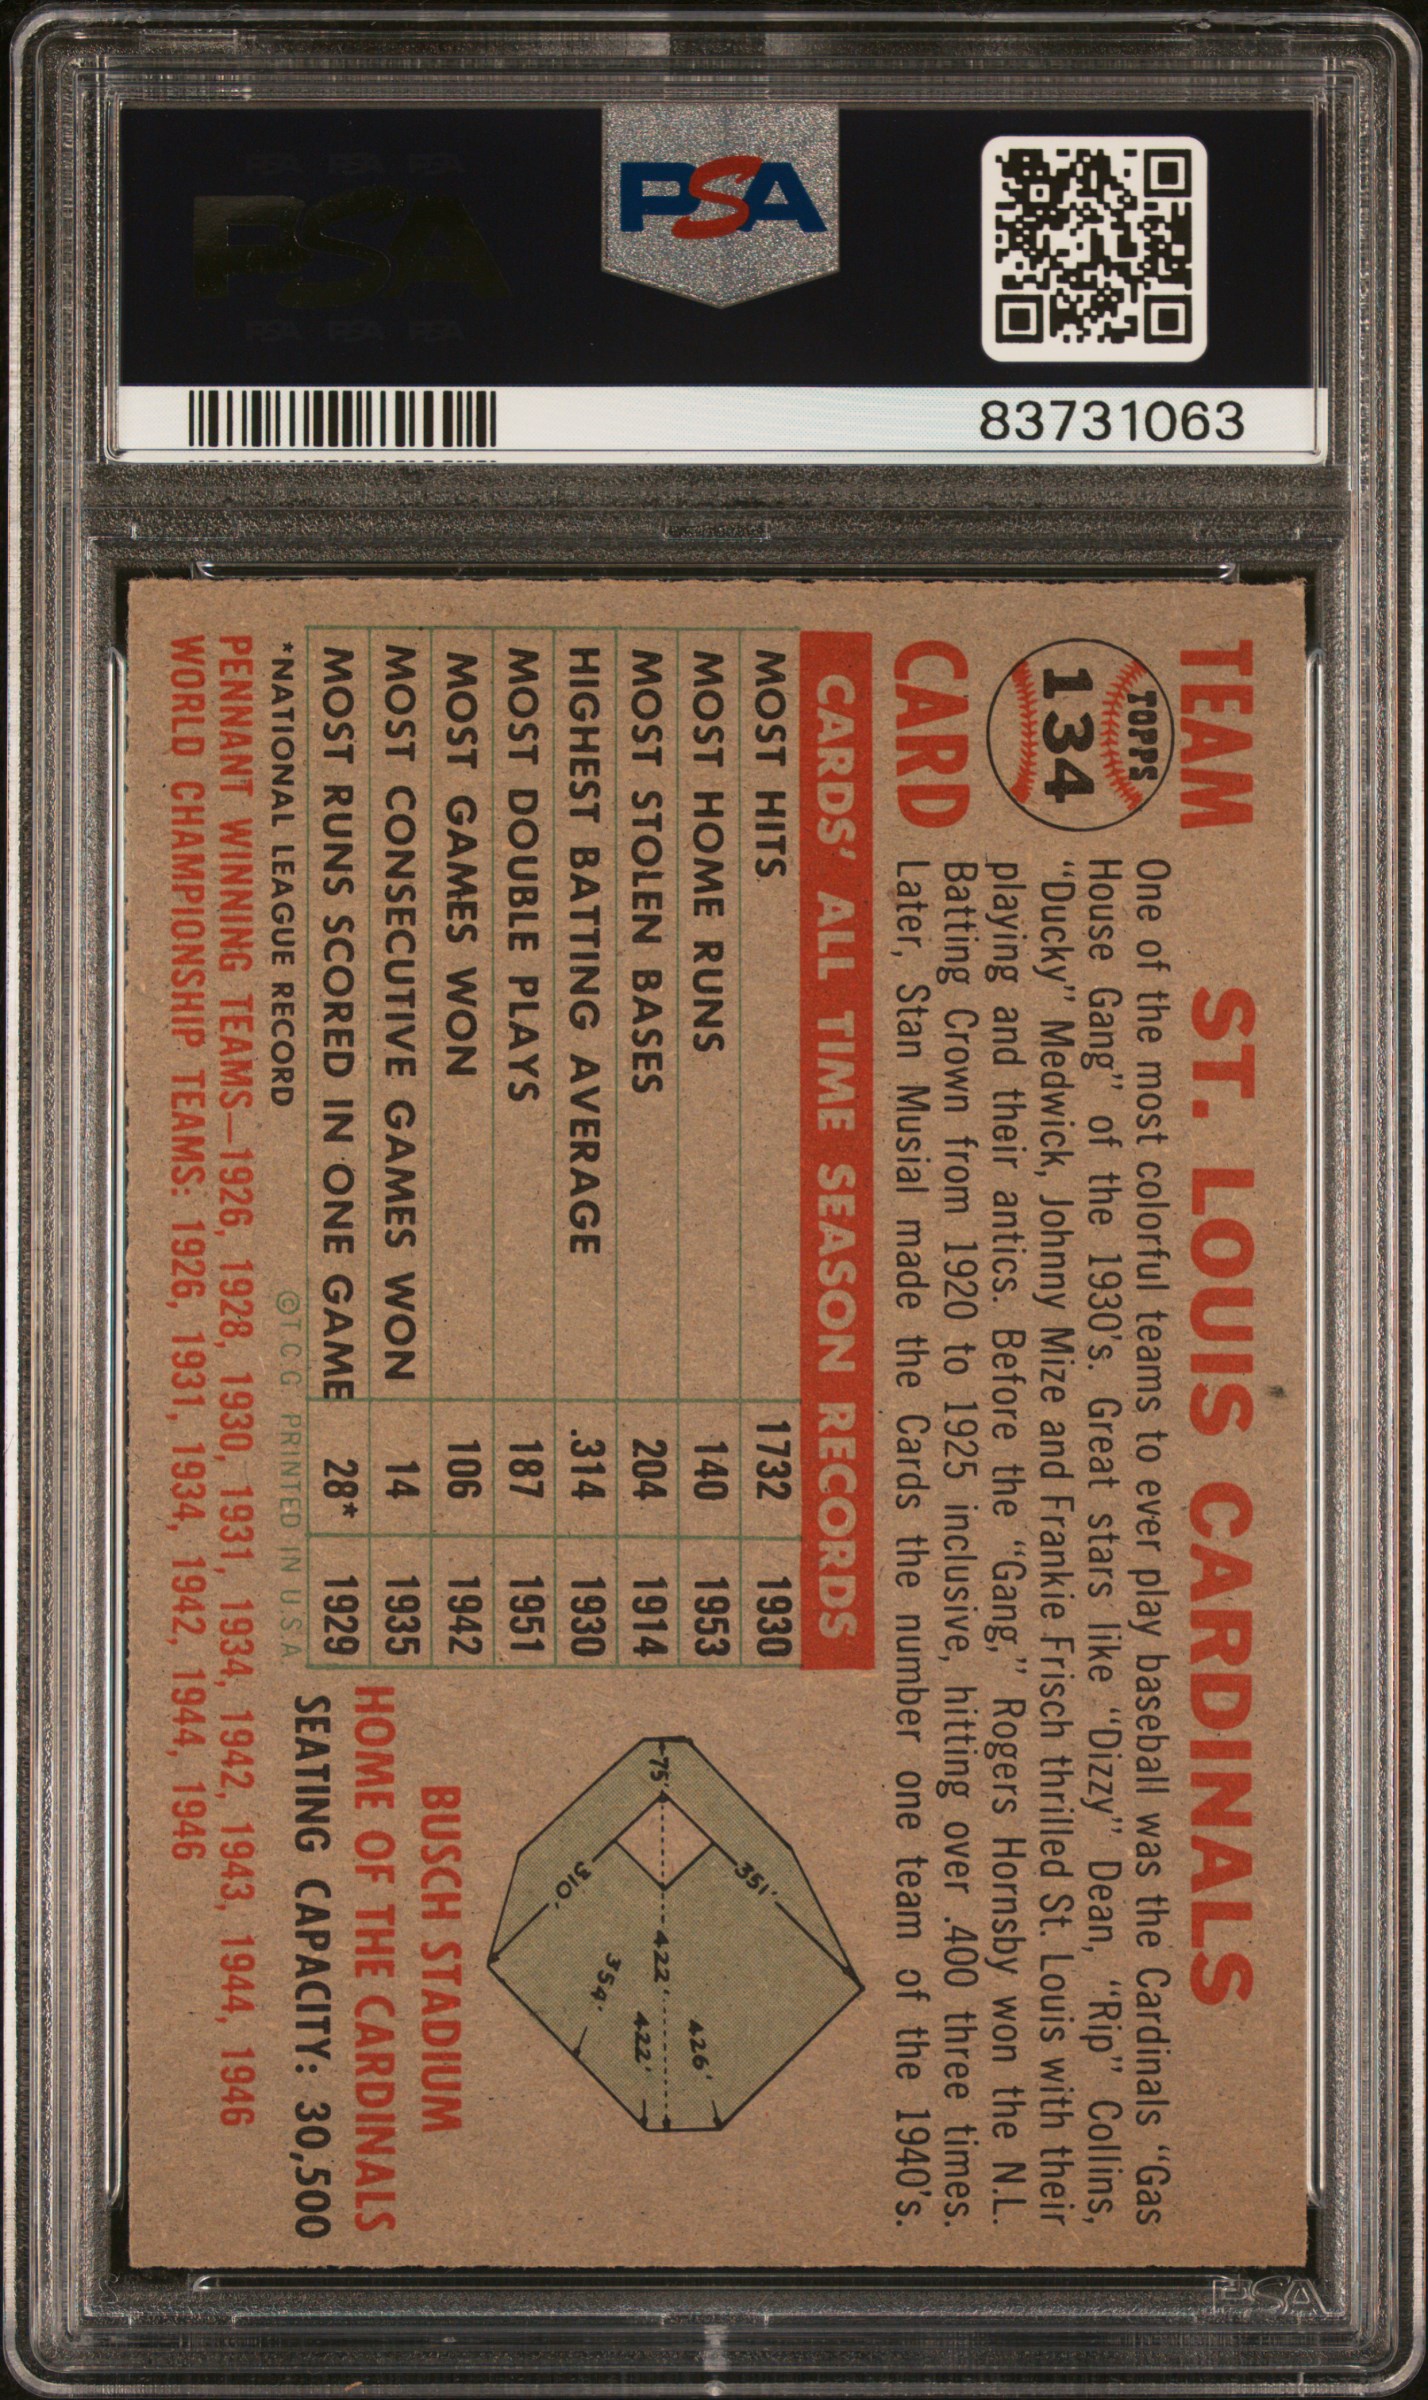 PSA PSA PSA
PSA
PSA PSA PSA
PSA
83731063
TEAM
TOPPS
134
CARD
ST. LOUIS CARDINALS
One of the most colorful teams to ever play baseball was the Cardinals "Gas
House Gang" of the 1930's. Great stars like "Dizzy" Dean, "Rip" Collins,
"Ducky" Medwick, Johnny Mize and Frankie Frisch thrilled St. Louis with their
playing and their antics. Before the "Gang," Rogers Hornsby won the N.L.
Batting Crown from 1920 to 1925 inclusive, hitting over .400 three times.
Later, Stan Musial made the Cards the number one team of the 1940's.
CARDS' ALL TIME SEASON RECORDS
MOST HITS 1732 1930
MOST HOME RUNS 140 1953
MOST STOLEN BASES 204 1914
HIGHEST BATTING AVERAGE .314 1930
MOST DOUBLE PLAYS 187 1951
MOST GAMES WON 106 1942
MOST CONSECUTIVE GAMES WON 14 1935
MOST RUNS SCORED IN ONE GAME 28* 1929
*NATIONAL LEAGUE RECORD
©T.C.G. PRINTED IN U.S.A.
75'
351'
310'
422'
426'
422'
354'
BUSCH STADIUM
HOME OF THE CARDINALS
SEATING CAPACITY: 30,500
PENNANT WINNING TEAMS—1926, 1928, 1930, 1931, 1934, 1942, 1943, 1944, 1946
WORLD CHAMPIONSHIP TEAMS: 1926, 1931, 1934, 1942, 1944, 1946
PSA